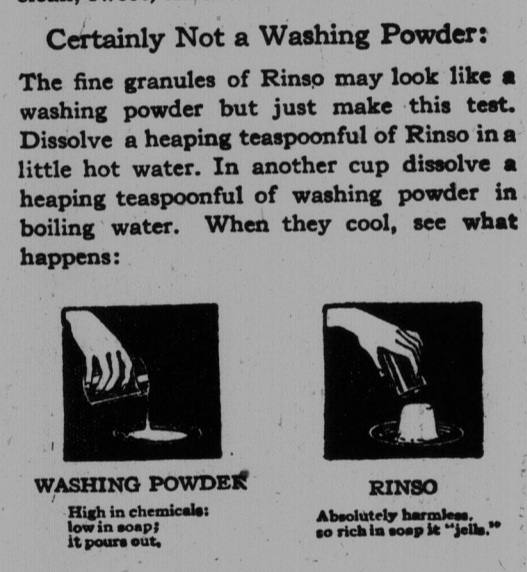 Certainly Not a Washing Powder:
The fine granules of Rinso may look like a
washing powder but just make this test.
Dissolve a heaping teaspoonful of Rinso in a
little hot water. In another cup dissolve a
heaping teaspoonful of washing powder in
boiling water. When they cool, see what
happens:
WASHING POWDER
High in chemicals;
low in soap;
it pours out.
RINSO
Absolutely harmless,
so rich in soap it "jells."